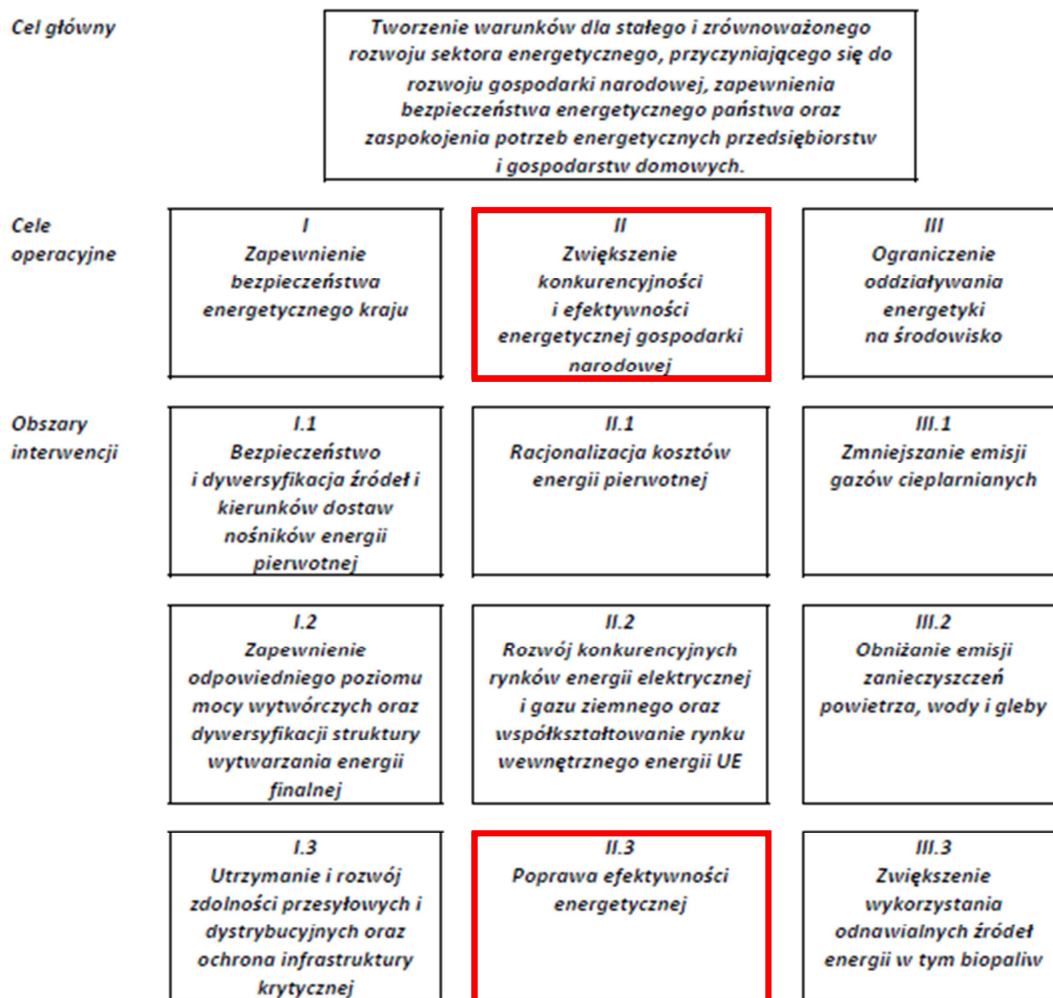 Cel główny
Tworzenie warunków dla stałego i zrównoważonego
rozwoju sektora energetycznego, przyczyniającego się do
rozwoju gospodarki narodowej, zapewnienia
bezpieczeństwa energetycznego państwa oraz
zaspokojenia potrzeb energetycznych przedsiębiorstw
i gospodarstw domowych.
Cele
operacyjne
I
Zapewnienie
bezpieczeństwa
energetycznego kraju
II
Zwiększenie
konkurencyjności
i efektywności
energetycznej gospodarki
narodowej
III
Ograniczenie
oddziaływania
energetyki
na środowisko
Obszary
interwencji
I.1
Bezpieczeństwo
i dywersyfikacja źródeł i
kierunków dostaw
nośników energii
pierwotnej
II.1
Racjonalizacja kosztów
energii pierwotnej
III.1
Zmniejszanie emisji
gazów cieplarnianych
I.2
Zapewnienie
odpowiedniego poziomu
mocy wytwórczych oraz
dywersyfikacji struktury
wytwarzania energii
finalnej
II.2
Rozwój konkurencyjnych
rynków energii elektrycznej
i gazu ziemnego oraz
współkształtowanie rynku
wewnętrznego energii UE
III.2
Obniżanie emisji
zanieczyszczeń
powietrza, wody i gleby
I.3
Utrzymanie i rozwój
zdolności przesyłowych i
dystrybucyjnych oraz
ochrona infrastruktury
krytycznej
II.3
Poprawa efektywności
energetycznej
III.3
Zwiększenie
wykorzystania
odnawialnych źródeł
energii w tym biopaliw